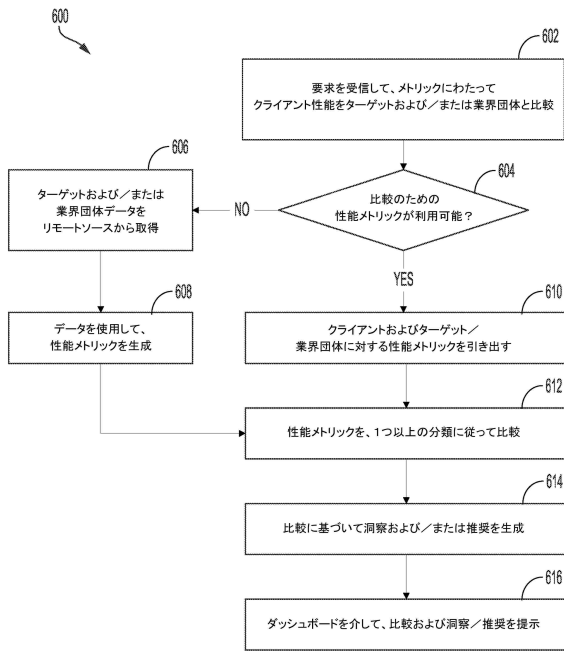 600
602
要求を受信して、メトリックにわたって
クライアント性能をターゲットおよび／または業界団体と比較
604
比較のための
性能メトリックが利用可能？
NO
YES
606
ターゲットおよび／または
業界団体データを
リモートソースから取得
608
データを使用して、
性能メトリックを生成
610
クライアントおよびターゲット／
業界団体に対する性能メトリックを引き出す
612
性能メトリックを、１つ以上の分類に従って比較
614
比較に基づいて洞察および／または推奨を生成
616
ダッシュボードを介して、比較および洞察／推奨を提示